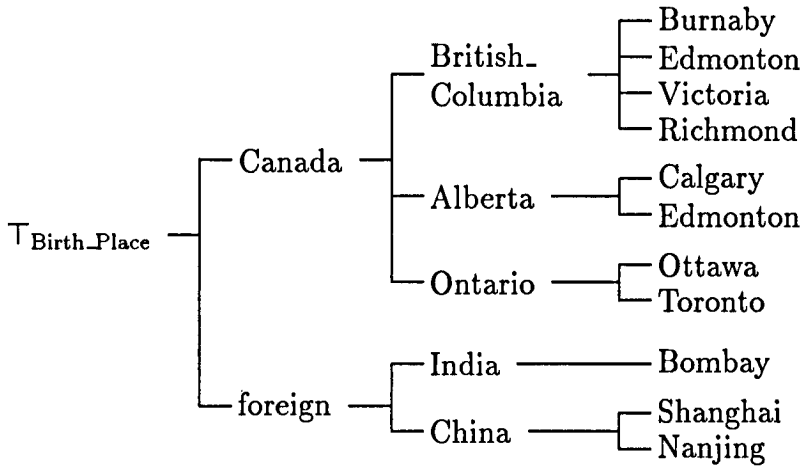 Burnaby
British_
Edmonton
Columbia
Victoria
Richmond
Canada
Calgary
Alberta
Edmonton
⊤Birth_Place
Ottawa
Ontario
Toronto
India
Bombay
foreign
Shanghai
China
Nanjing